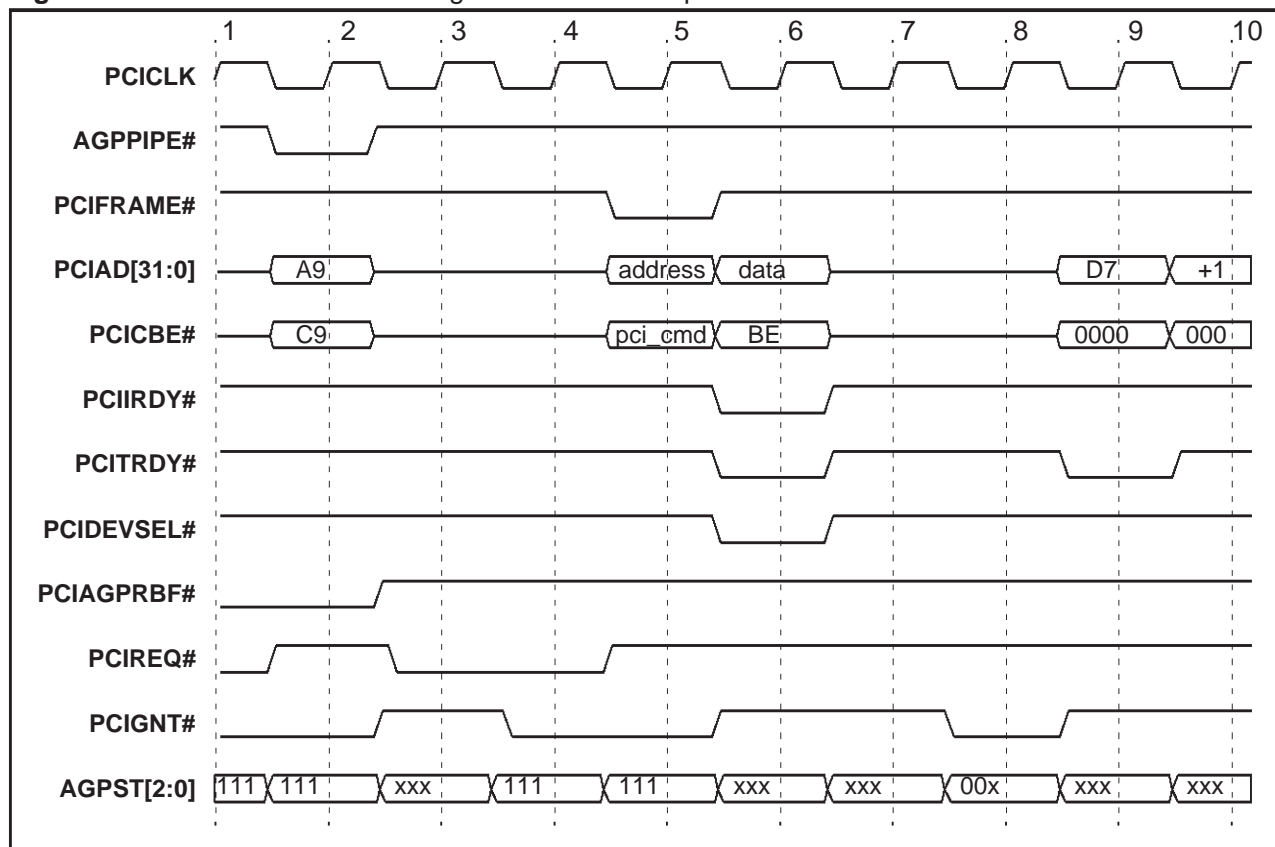 .1 .2 .3 .4 .5 .6 .7 .8 .9 .10
PCICLK
AGPPIPE#
PCIFRAME#
PCIAD[31:0] A9 address data D7 +1
PCICBE# C9 pci_cmd BE 0000 000
PCIIRDY#
PCITRDY#
PCIDEVSEL#
PCIAGPRBF#
PCIREQ#
PCIGNT#
AGPST[2:0] 111 111 xxx 111 111 xxx xxx 00x xxx xxx